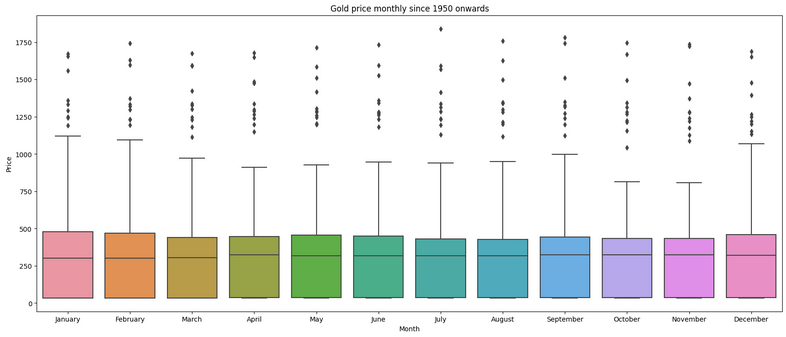 Gold price monthly since 1950 onwards
1750
1500
1250
1000
750
500
250
0
Price
January February March April May June July August September October November December
Month